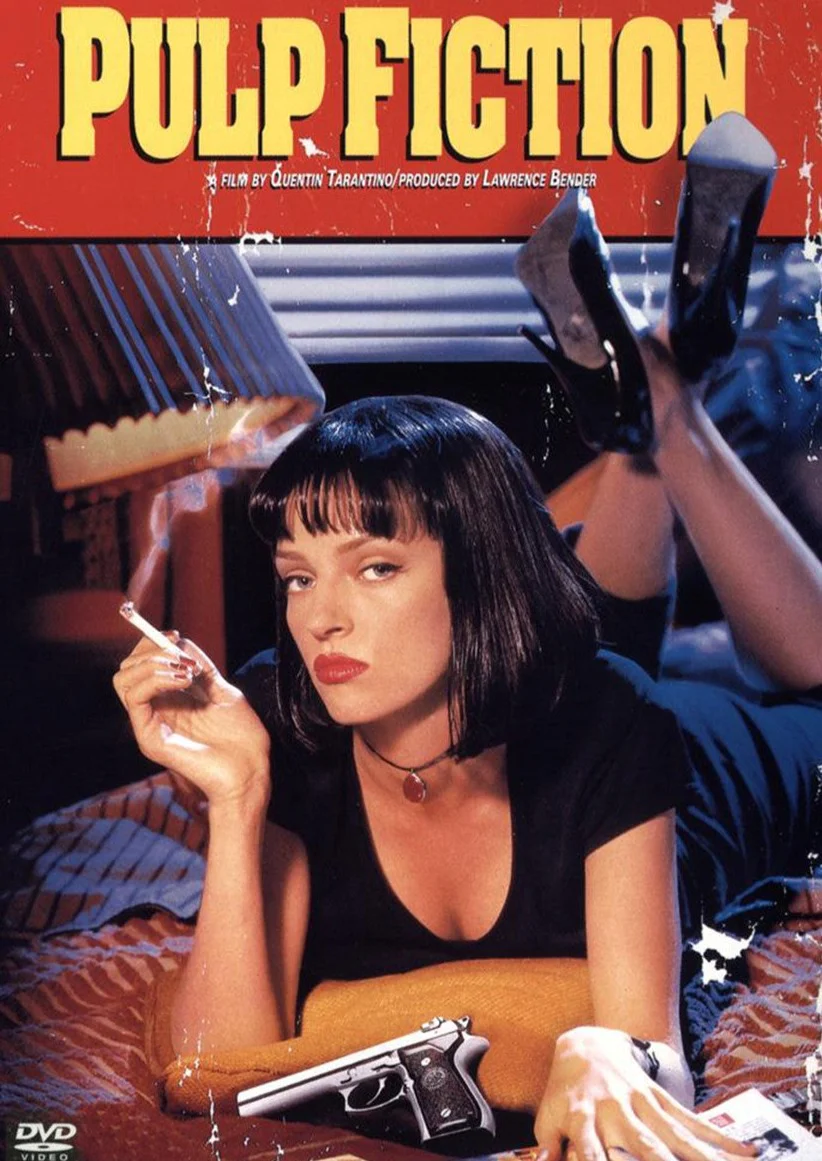 PULP FICTION
A FILM BY QUENTIN TARANTINO/PRODUCED BY LAWRENCE BENDER
DVD
VIDEO